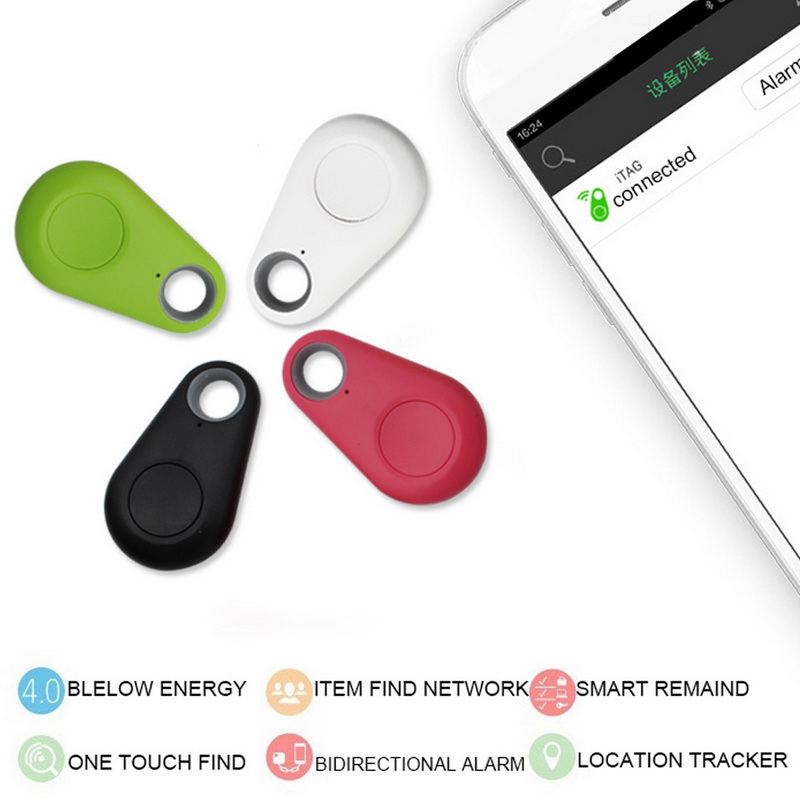 16:24
设备列表
Alarm
iTAG
connected
4.0 BLELOW ENERGY
ITEM FIND NETWORK
SMART REMAIND
ONE TOUCH FIND
BIDIRECTIONAL ALARM
LOCATION TRACKER